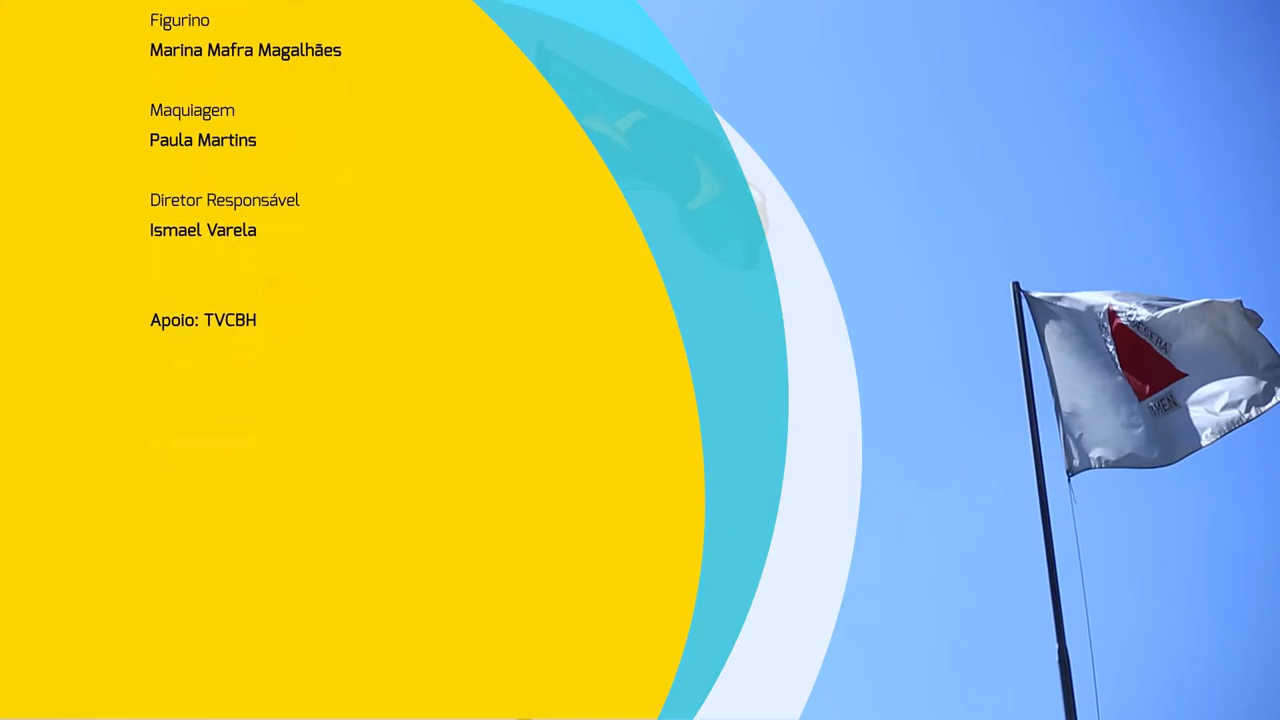 Figurino
Marina Mafra Magalhães
Maquiagem
Paula Martins
Diretor Responsável
Ismael Varela
Apoio: TVCBH